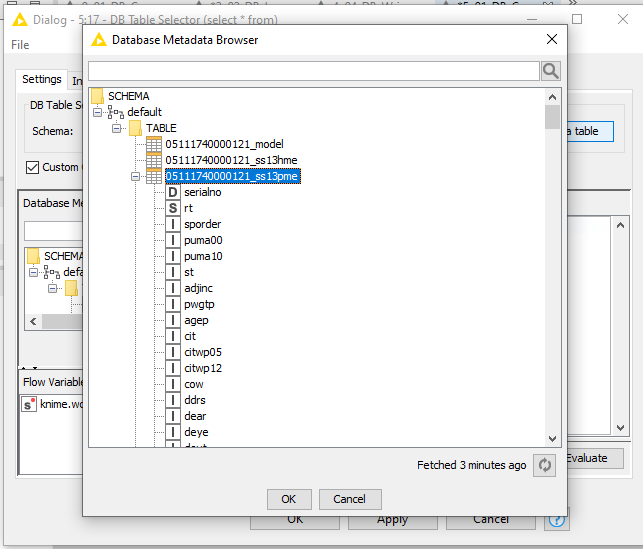 Dialog - 5:17 - DB Table Selector (select * from)
File
Database Metadata Browser
Settings
DB Table Se
Schema:
a table
Custom
Database Me
SCHEMA
defa
Flow Variable
s knime.wo
SCHEMA
default
TABLE
05111740000121_model
05111740000121_ss13hme
05111740000121_ss13pme
D serialno
S rt
I sporder
I puma00
I puma10
I st
I adjinc
I pwgtp
I agep
I cit
I citwp05
I citwp12
I cow
I ddrs
I dear
I deye
Fetched 3 minutes ago
Evaluate
OK
Cancel
OK
Apply
Cancel
?